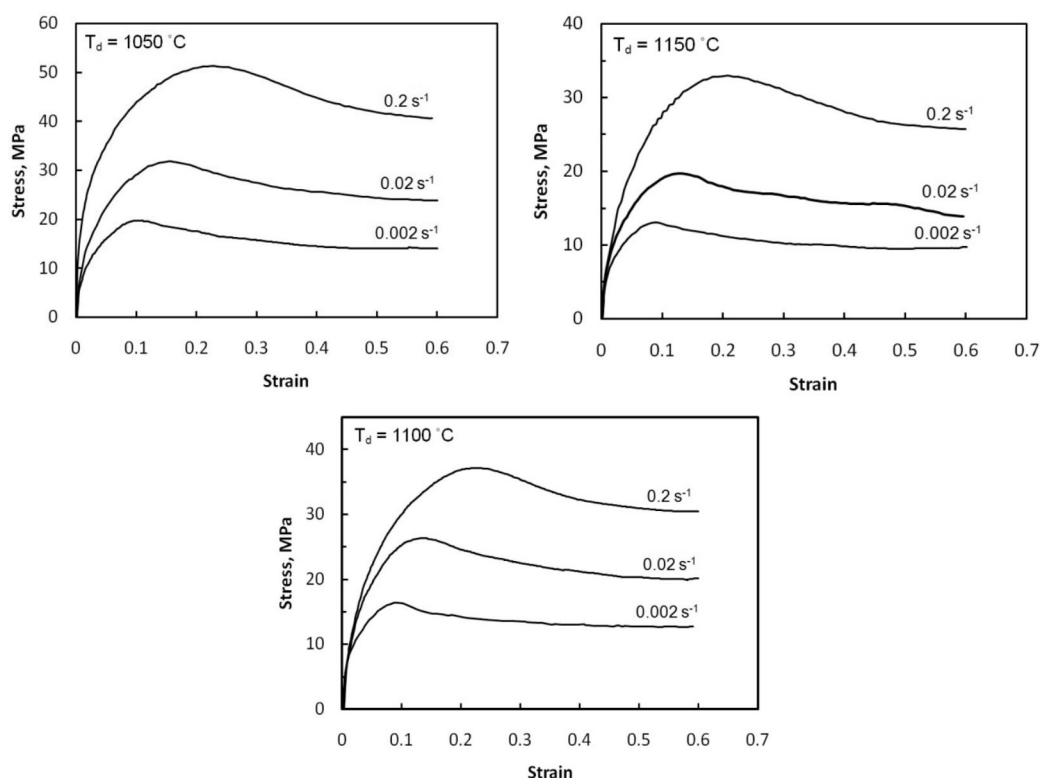 T_d = 1050 °C
60
50
40
30
20
10
0
Stress, MPa
0.2 s⁻¹
0.02 s⁻¹
0.002 s⁻¹
0 0.1 0.2 0.3 0.4 0.5 0.6 0.7
Strain
T_d = 1150 °C
40
30
20
10
0
Stress, MPa
0.2 s⁻¹
0.02 s⁻¹
0.002 s⁻¹
0 0.1 0.2 0.3 0.4 0.5 0.6 0.7
Strain
T_d = 1100 °C
40
30
20
10
0
Stress, MPa
0.2 s⁻¹
0.02 s⁻¹
0.002 s⁻¹
0 0.1 0.2 0.3 0.4 0.5 0.6 0.7
Strain